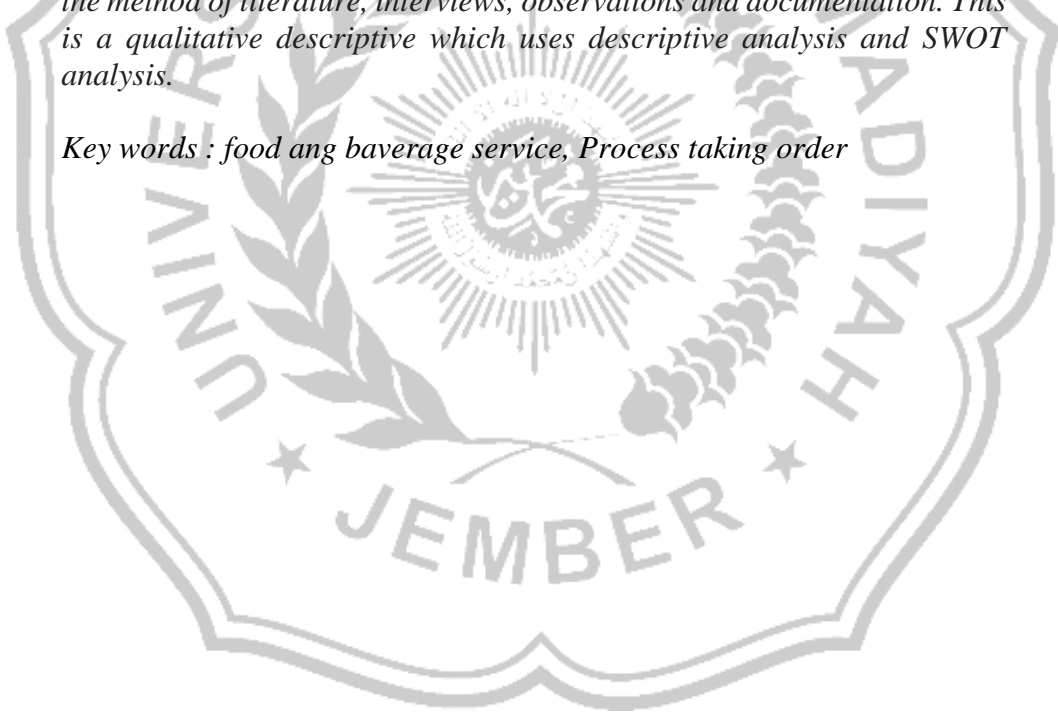 the method of literature, interviews, observations and documentation. This
is a qualitative descriptive which uses descriptive analysis and SWOT
analysis.
Key words : food ang baverage service, Process taking order
JEMBER